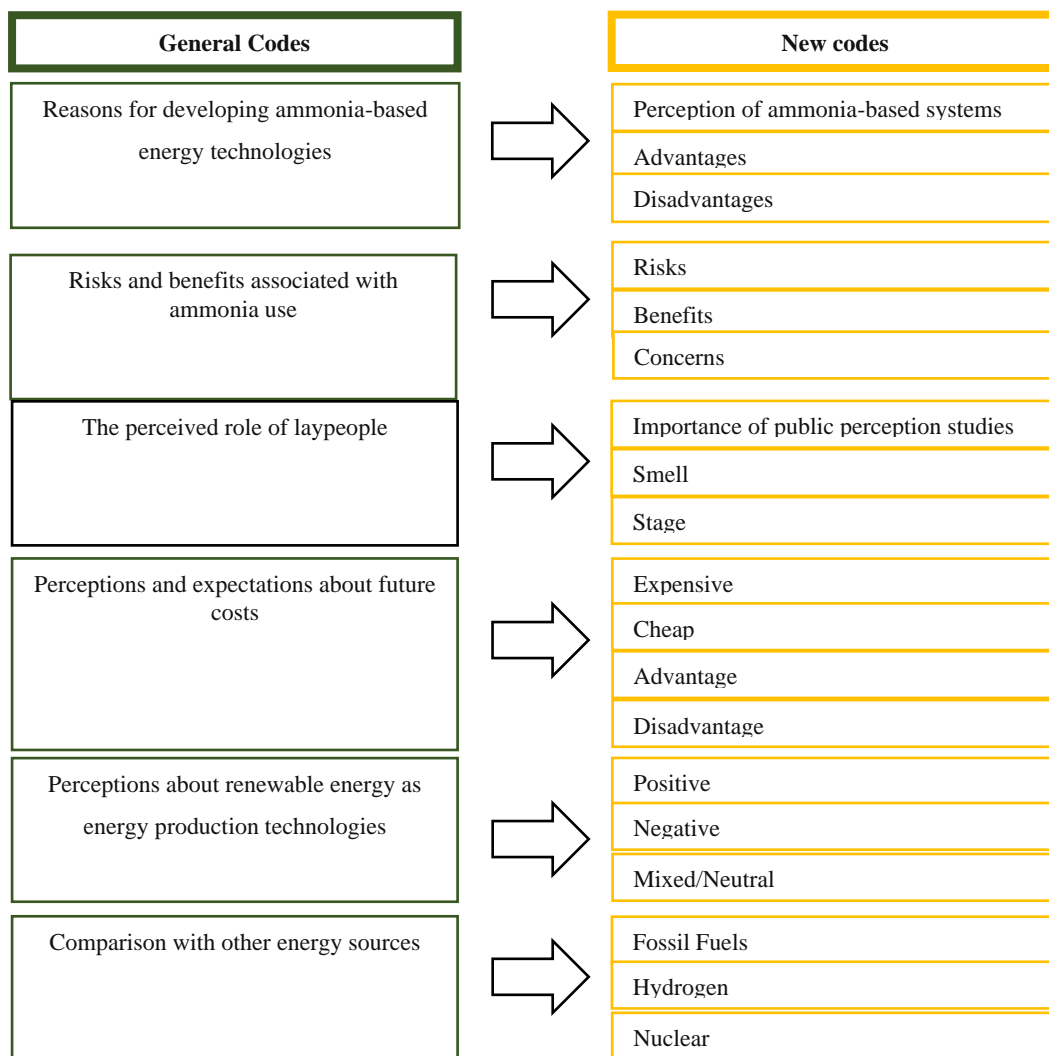 General Codes
New codes
Reasons for developing ammonia-based
energy technologies
Perception of ammonia-based systems
Advantages
Disadvantages
Risks and benefits associated with
ammonia use
Risks
Benefits
Concerns
The perceived role of laypeople
Importance of public perception studies
Smell
Stage
Perceptions and expectations about future
costs
Expensive
Cheap
Advantage
Disadvantage
Perceptions about renewable energy as
energy production technologies
Positive
Negative
Mixed/Neutral
Comparison with other energy sources
Fossil Fuels
Hydrogen
Nuclear